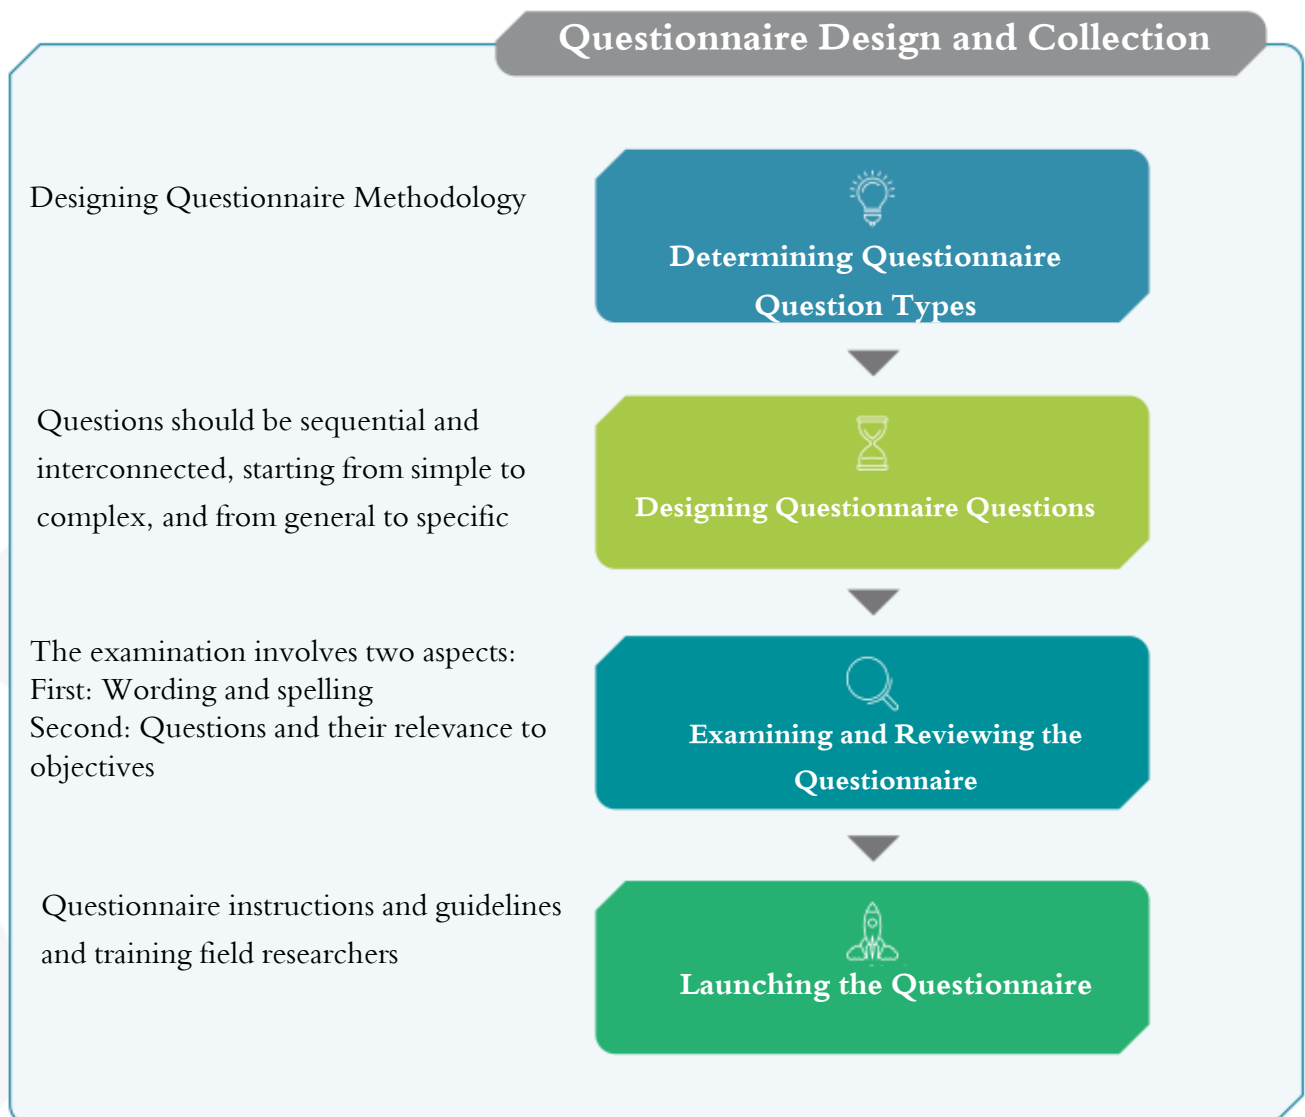 Questionnaire Design and Collection
Designing Questionnaire Methodology
Determining Questionnaire
Question Types
Questions should be sequential and
interconnected, starting from simple to
complex, and from general to specific
Designing Questionnaire Questions
The examination involves two aspects:
First: Wording and spelling
Second: Questions and their relevance to
objectives
Examining and Reviewing the
Questionnaire
Questionnaire instructions and guidelines
and training field researchers
Launching the Questionnaire